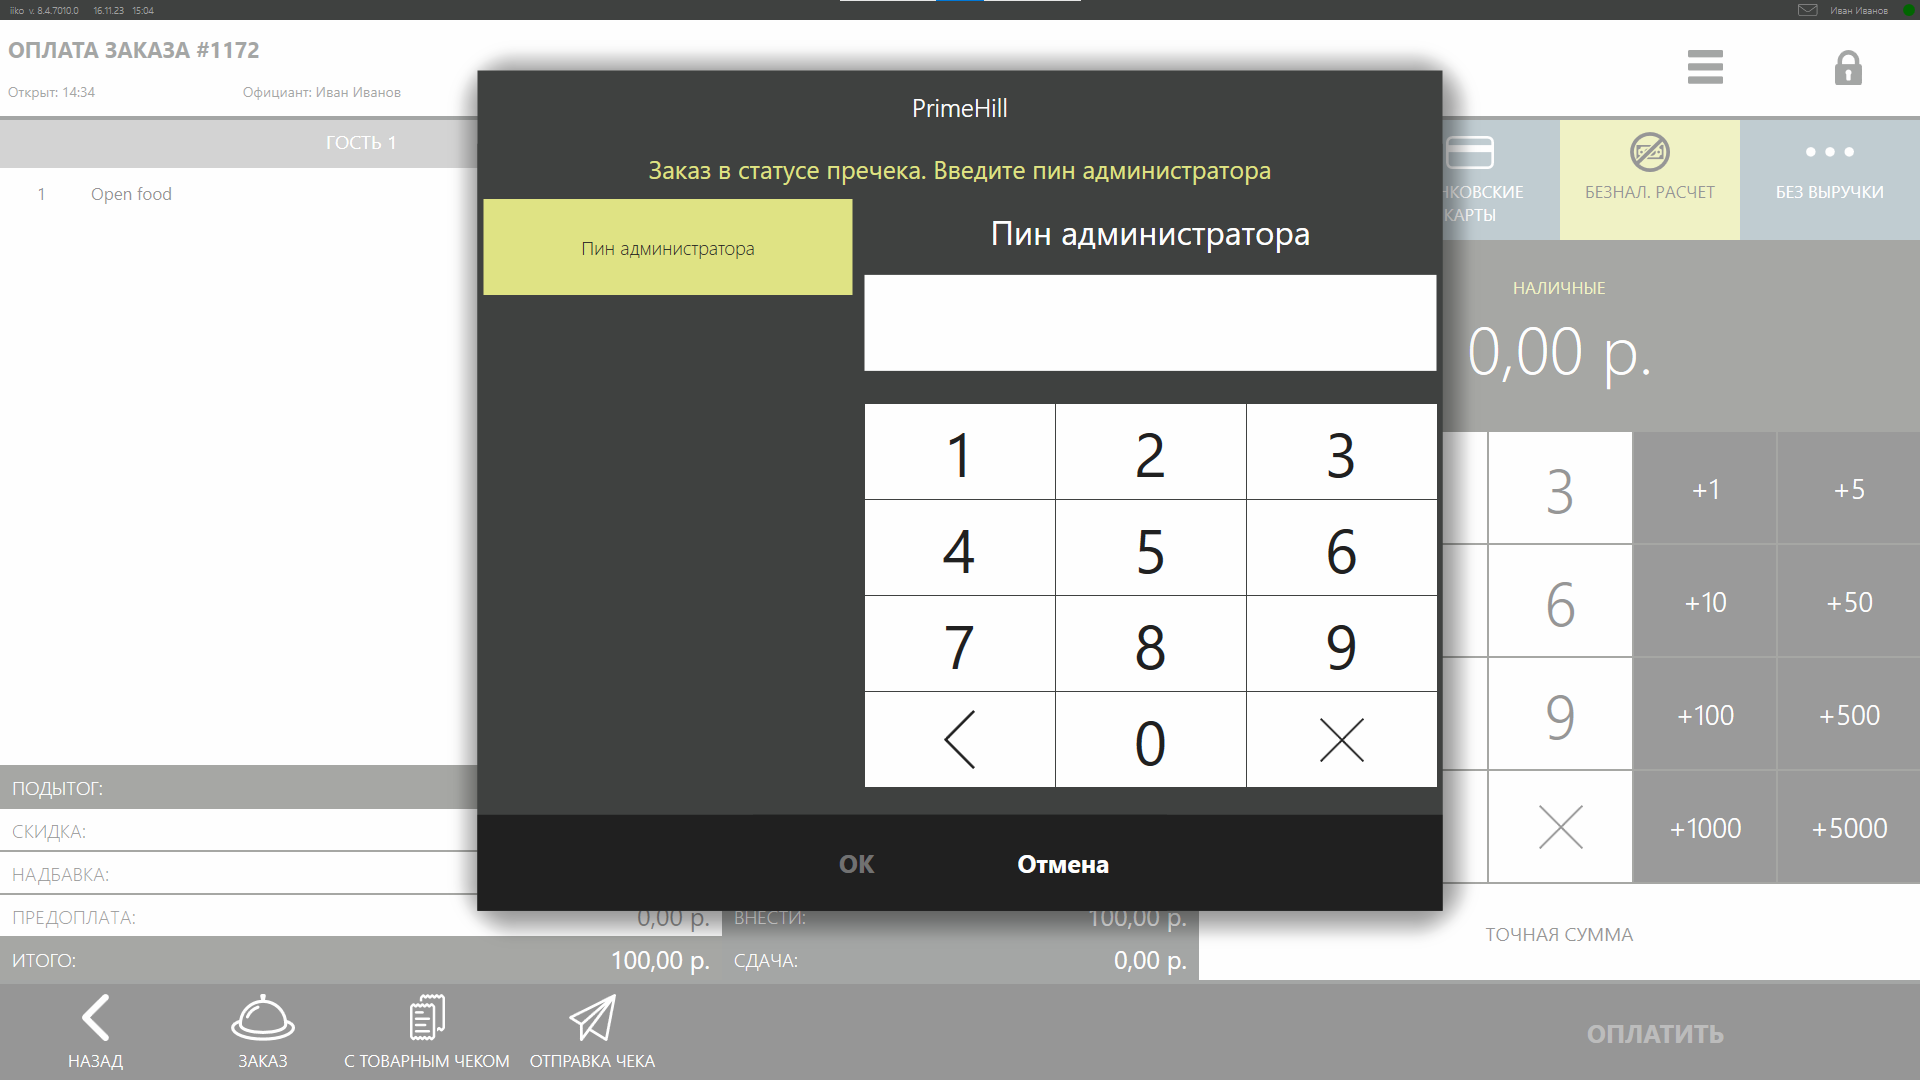 iiko v. 8.4.7010.0 16.11.23 15:04
Иван Иванов
ОПЛАТА ЗАКАЗА #1172
Открыт: 14:34
Официант: Иван Иванов
ГОСТЬ 1
1 Open food
PrimeHill
Заказ в статусе пречека. Введите пин администратора
Пин администратора
Пин администратора
1 2 3
4 5 6
7 8 9
0
ОК
Отмена
НКОВСКИЕ
КАРТЫ
БЕЗНАЛ. РАСЧЕТ
БЕЗ ВЫРУЧКИ
НАЛИЧНЫЕ
0,00 р.
3 +1 +5
6 +10 +50
9 +100 +500
+1000 +5000
ПОДЫТОГ:
СКИДКА:
НАДБАВКА:
ПРЕДОПЛАТА: 0,00 р.
ВНЕСТИ: 100,00 р.
ИТОГО: 100,00 р.
СДАЧА: 0,00 р.
ТОЧНАЯ СУММА
НАЗАД
ЗАКАЗ
С ТОВАРНЫМ ЧЕКОМ
ОТПРАВКА ЧЕКА
ОПЛАТИТЬ